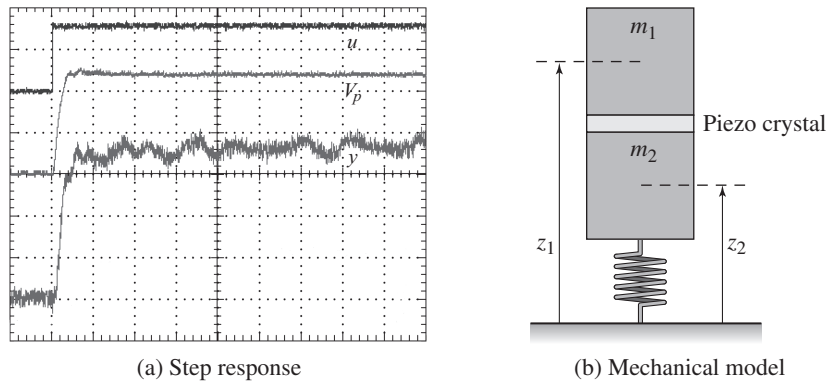 u
V_p
y
(a) Step response
m_1
Piezo crystal
m_2
z_1
z_2
(b) Mechanical model